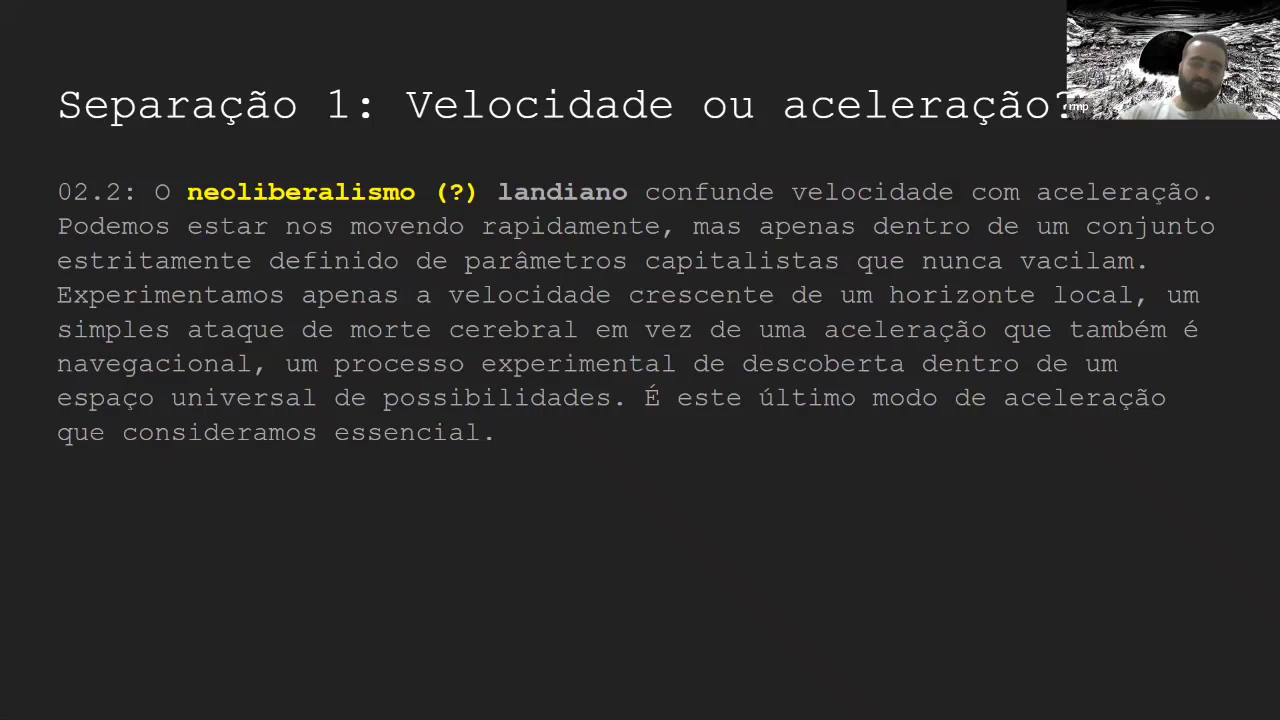 Separação 1: Velocidade ou aceleração?
rmp
02.2: O neoliberalismo (?) landiano confunde velocidade com aceleração.
Podemos estar nos movendo rapidamente, mas apenas dentro de um conjunto
estritamente definido de parâmetros capitalistas que nunca vacilam.
Experimentamos apenas a velocidade crescente de um horizonte local, um
simples ataque de morte cerebral em vez de uma aceleração que também é
navegacional, um processo experimental de descoberta dentro de um
espaço universal de possibilidades. É este último modo de aceleração
que consideramos essencial.